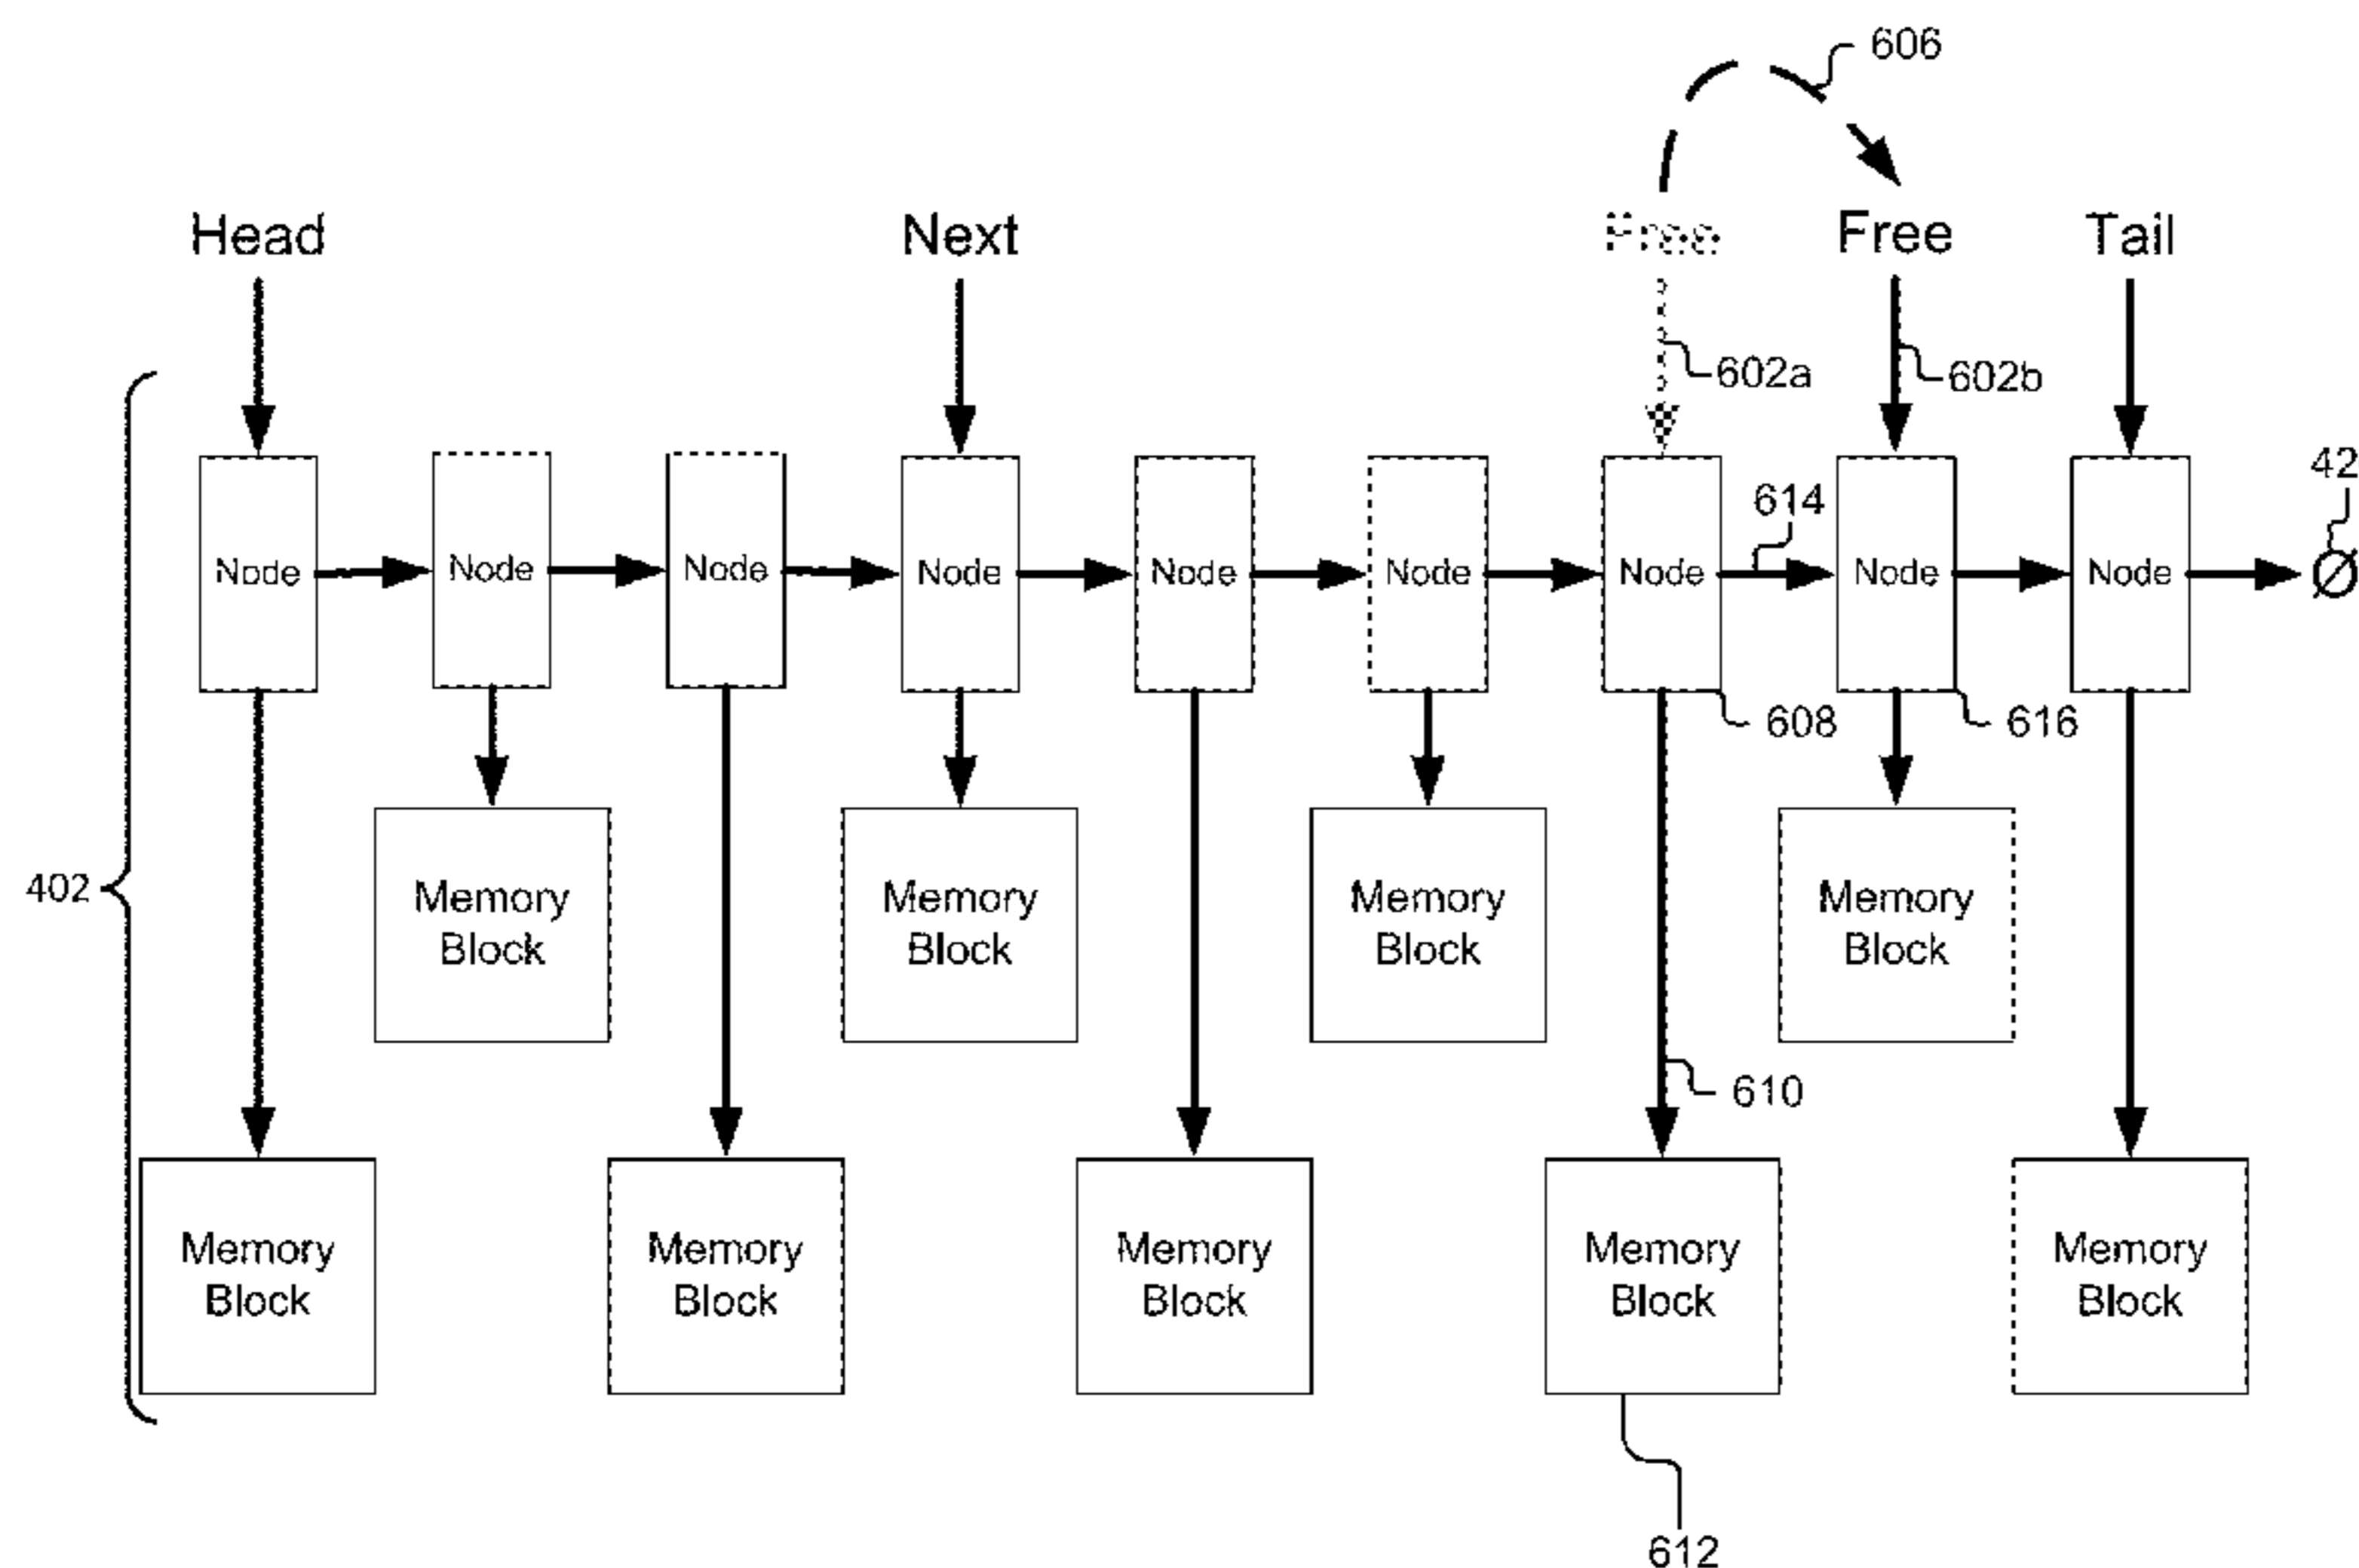 606
Head
Next
Free
Free
Tail
602a
602b
42
614
Node
Node
Node
Node
Node
Node
Node
Node
Node
Ø
608
616
402
Memory
Block
Memory
Block
Memory
Block
Memory
Block
610
Memory
Block
Memory
Block
Memory
Block
Memory
Block
Memory
Block
612